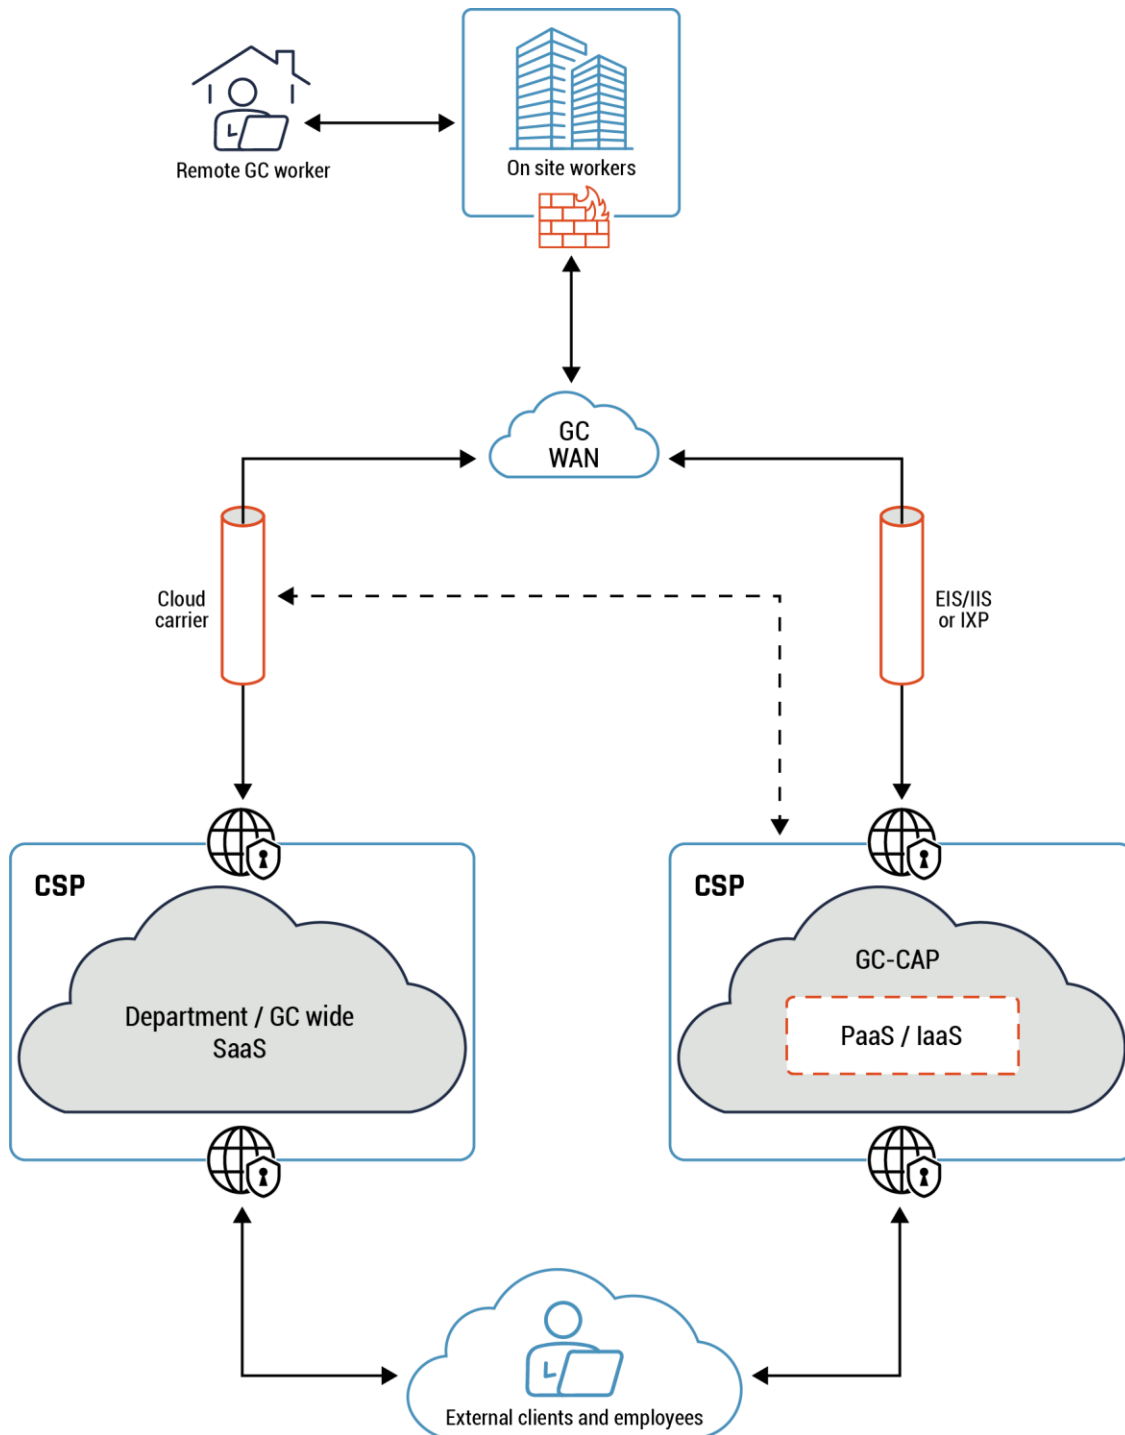 Remote GC worker
On site workers
GC
WAN
Cloud
carrier
EIS/IIS
or IXP
CSP
Department / GC wide
SaaS
CSP
GC-CAP
PaaS / IaaS
External clients and employees